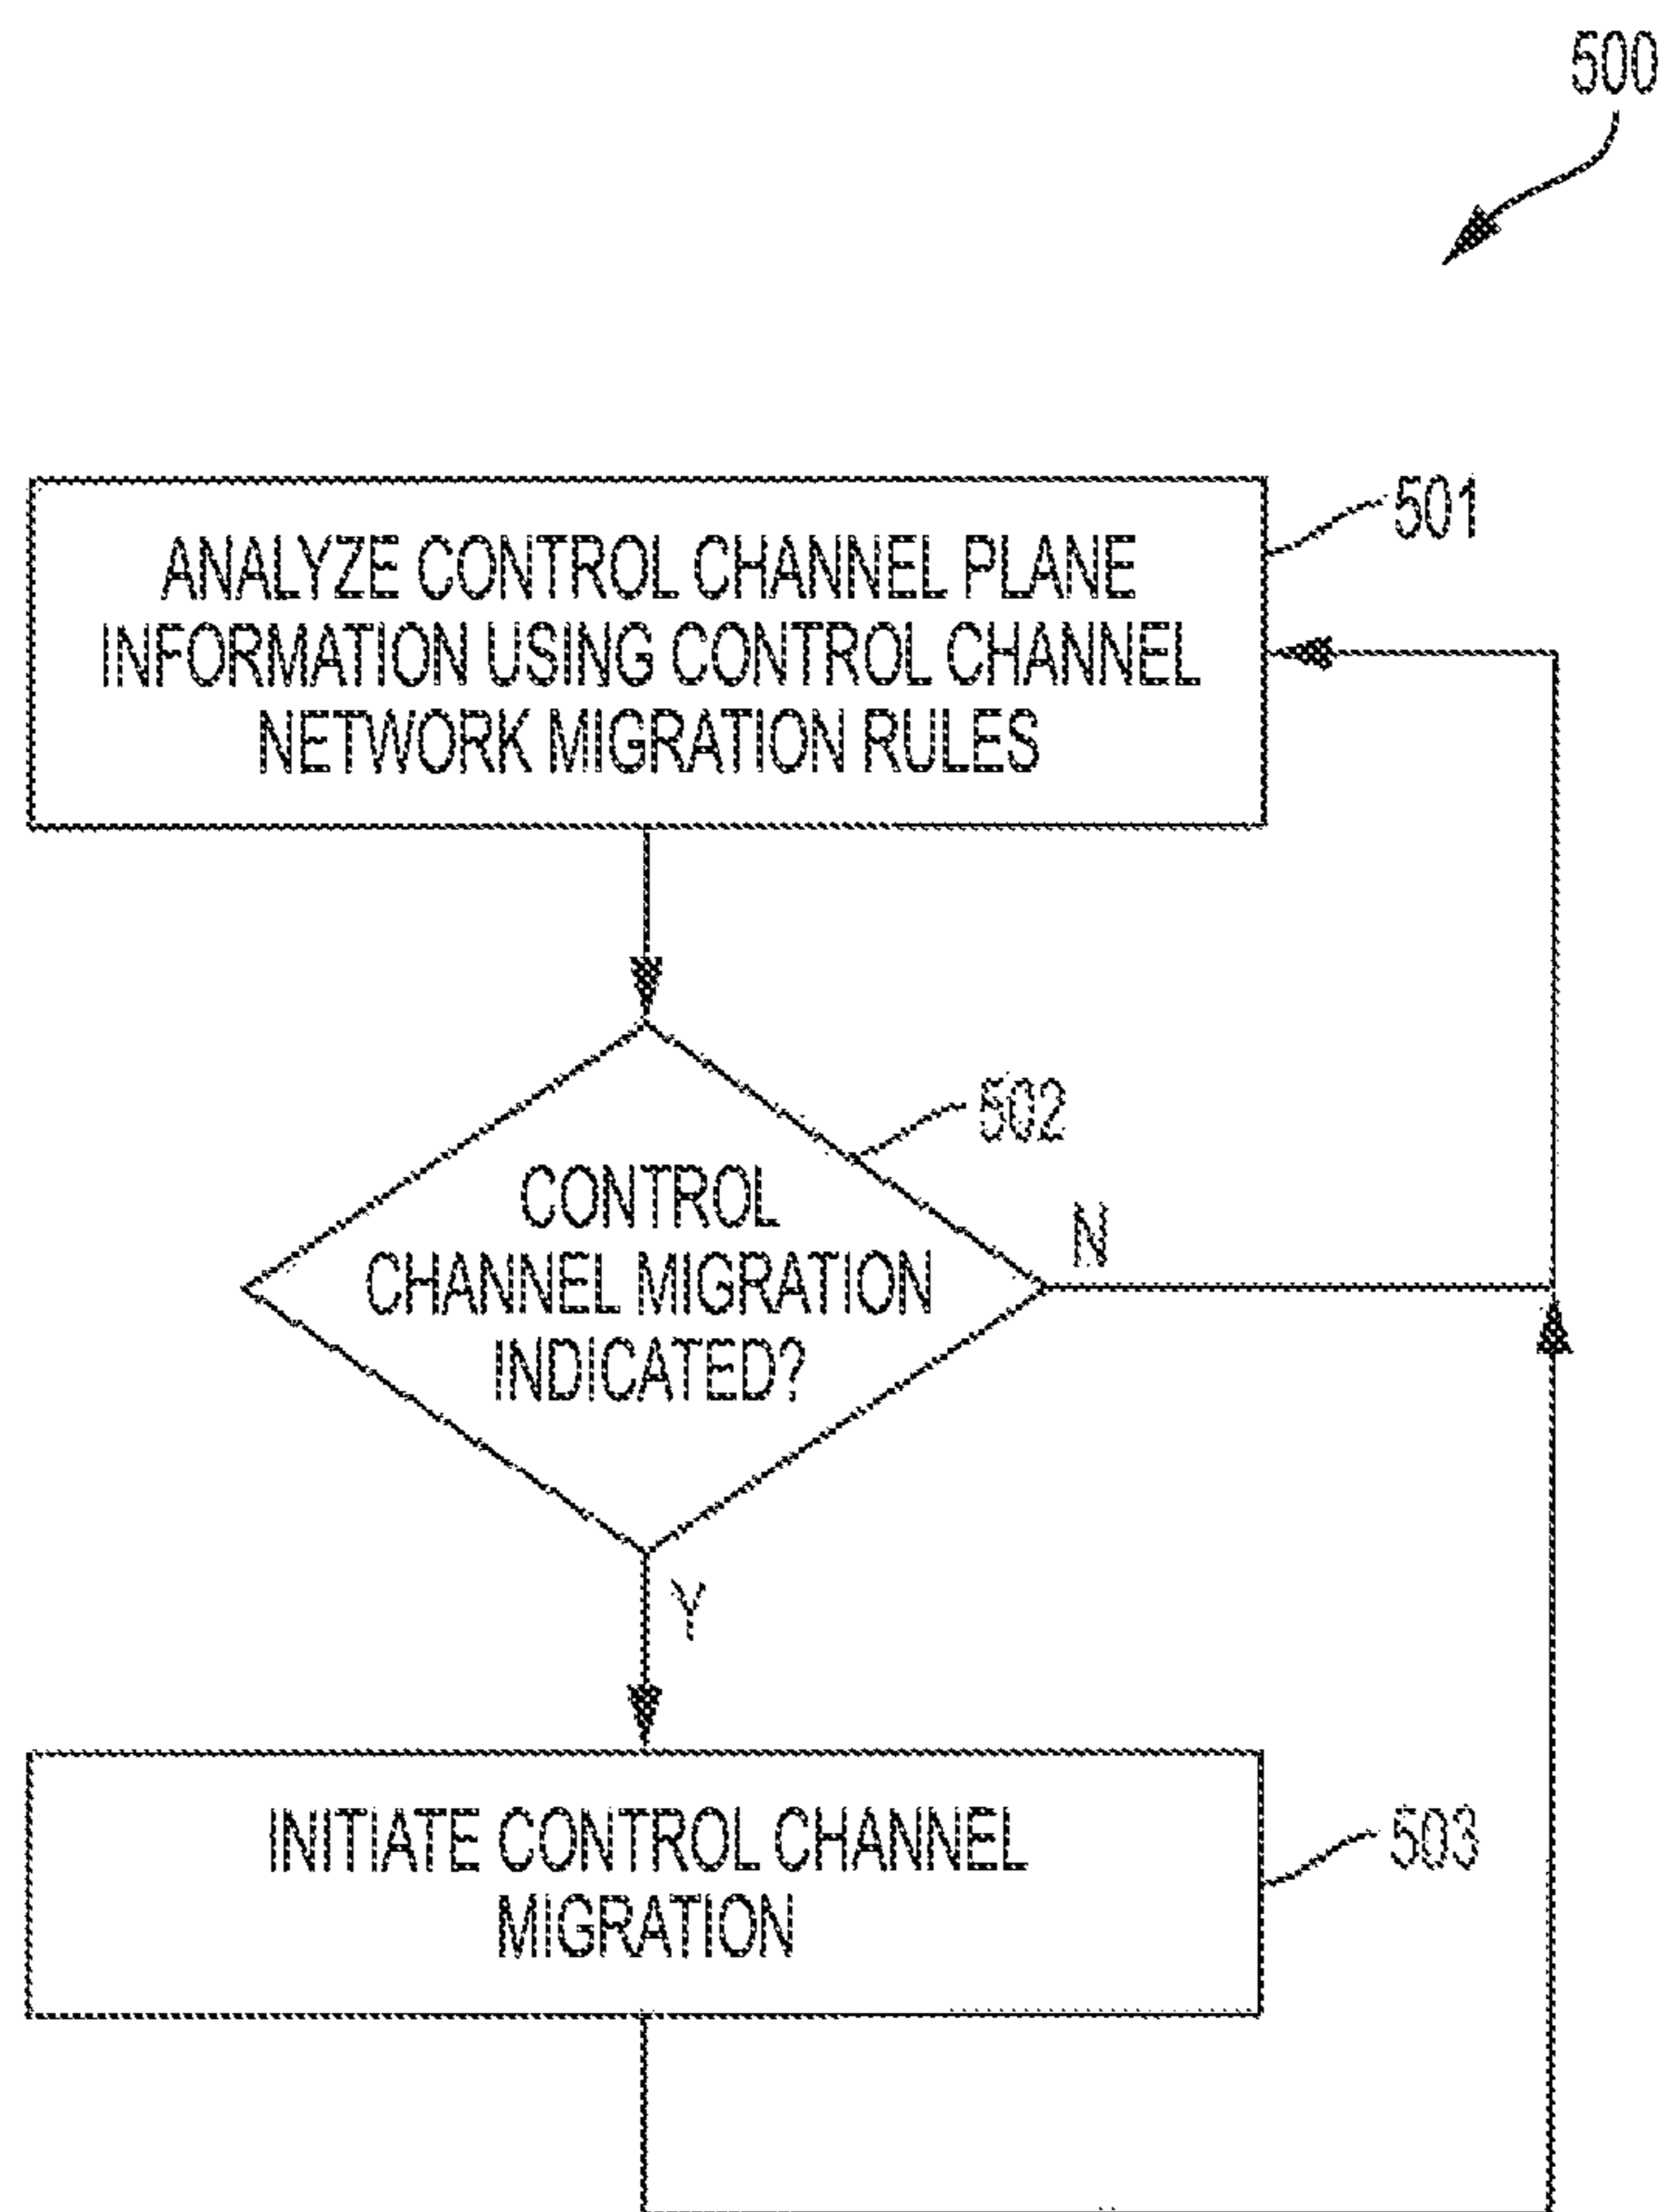 500
ANALYZE CONTROL CHANNEL PLANE
INFORMATION USING CONTROL CHANNEL
NETWORK MIGRATION RULES
501
502
CONTROL
CHANNEL MIGRATION
INDICATED?
N
Y
INITIATE CONTROL CHANNEL
MIGRATION
503